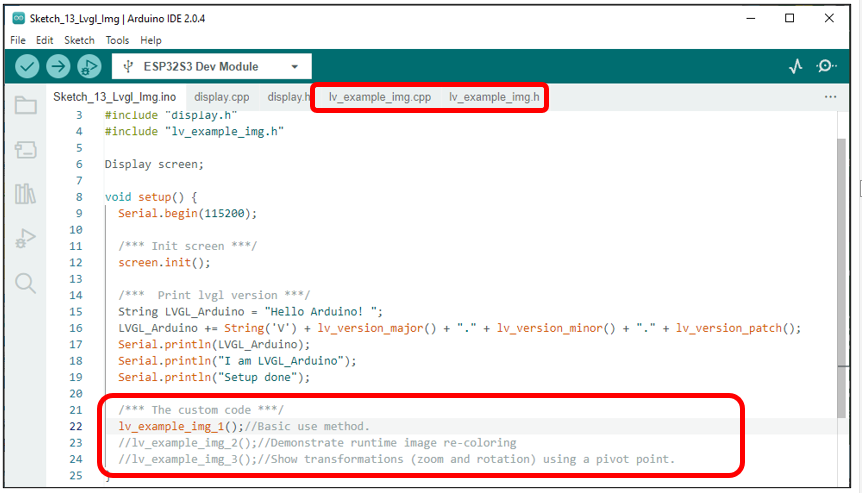 Sketch_13_Lvgl_Img | Arduino IDE 2.0.4
File Edit Sketch Tools Help
ESP32S3 Dev Module
Sketch_13_Lvgl_Img.ino display.cpp display.h lv_example_img.cpp lv_example_img.h ...
3 #include "display.h"
4 #include "lv_example_img.h"
5
6 Display screen;
7
8 void setup() {
9 Serial.begin(115200);
10
11 /*** Init screen ***/
12 screen.init();
13
14 /*** Print lvgl version ***/
15 String LVGL_Arduino = "Hello Arduino! ";
16 LVGL_Arduino += String('V') + lv_version_major() + "." + lv_version_minor() + "." + lv_version_patch();
17 Serial.println(LVGL_Arduino);
18 Serial.println("I am LVGL_Arduino");
19 Serial.println("Setup done");
20
21 /*** The custom code ***/
22 lv_example_img_1();//Basic use method.
23 //lv_example_img_2();//Demonstrate runtime image re-coloring
24 //lv_example_img_3();//Show transformations (zoom and rotation) using a pivot point.
25 }